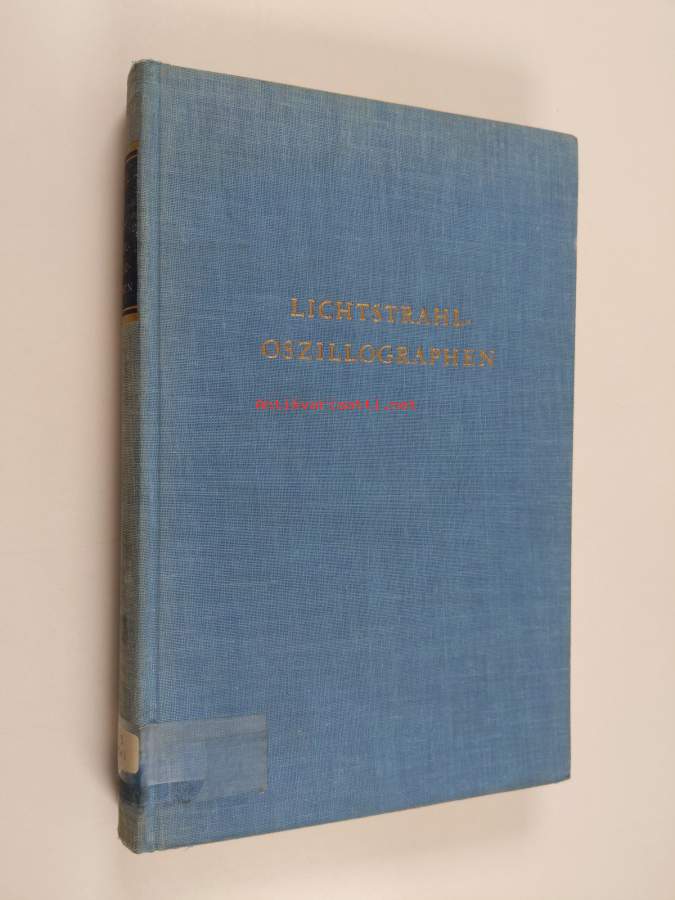 LICHTSTRAHL-
OSZILLOGRAPHEN
Antikvariaatti.net